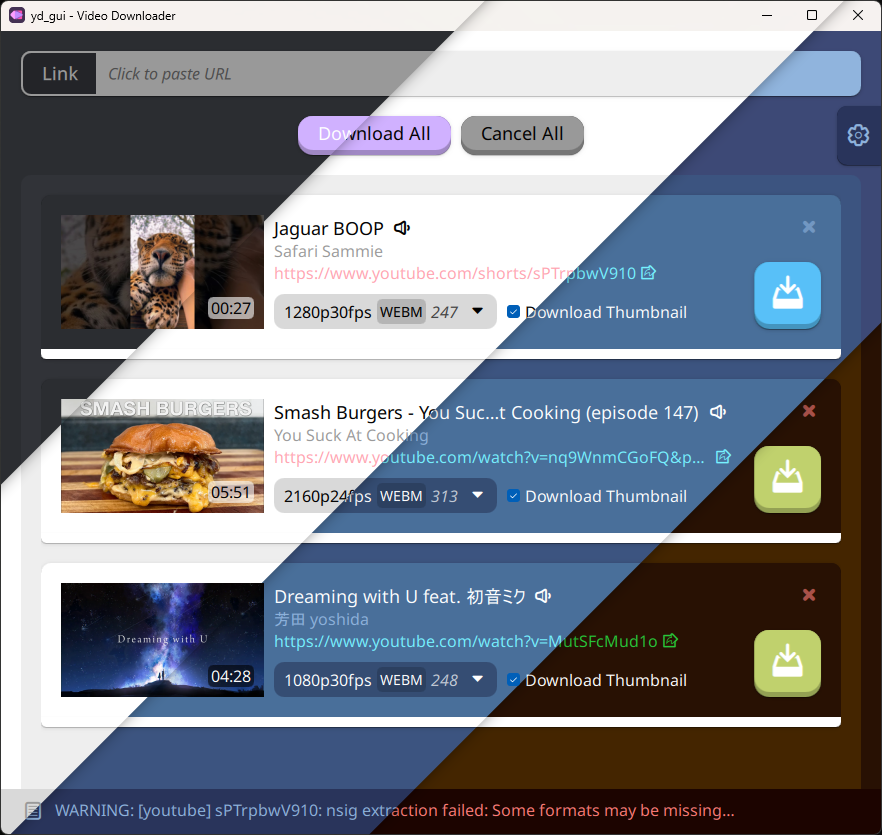 yd_gui - Video Downloader
Link Click to paste URL
Download All Cancel All
Jaguar BOOP
Safari Sammie
https://www.youtube.com/shorts/sPTrpbwV910
00:27
1280p30fps WEBM 247 Download Thumbnail
SMASH BURGERS
Smash Burgers - You Suc...t Cooking (episode 147)
You Suck At Cooking
https://www.youtube.com/watch?v=nq9WnmCGoFQ&p...
05:51
2160p24fps WEBM 313 Download Thumbnail
Dreaming with U feat. 初音ミク
芳田 yoshida
Dreaming with U
https://www.youtube.com/watch?v=MutSFcMud1o
04:28
1080p30fps WEBM 248 Download Thumbnail
WARNING: [youtube] sPTrpbwV910: nsig extraction failed: Some formats may be missing...